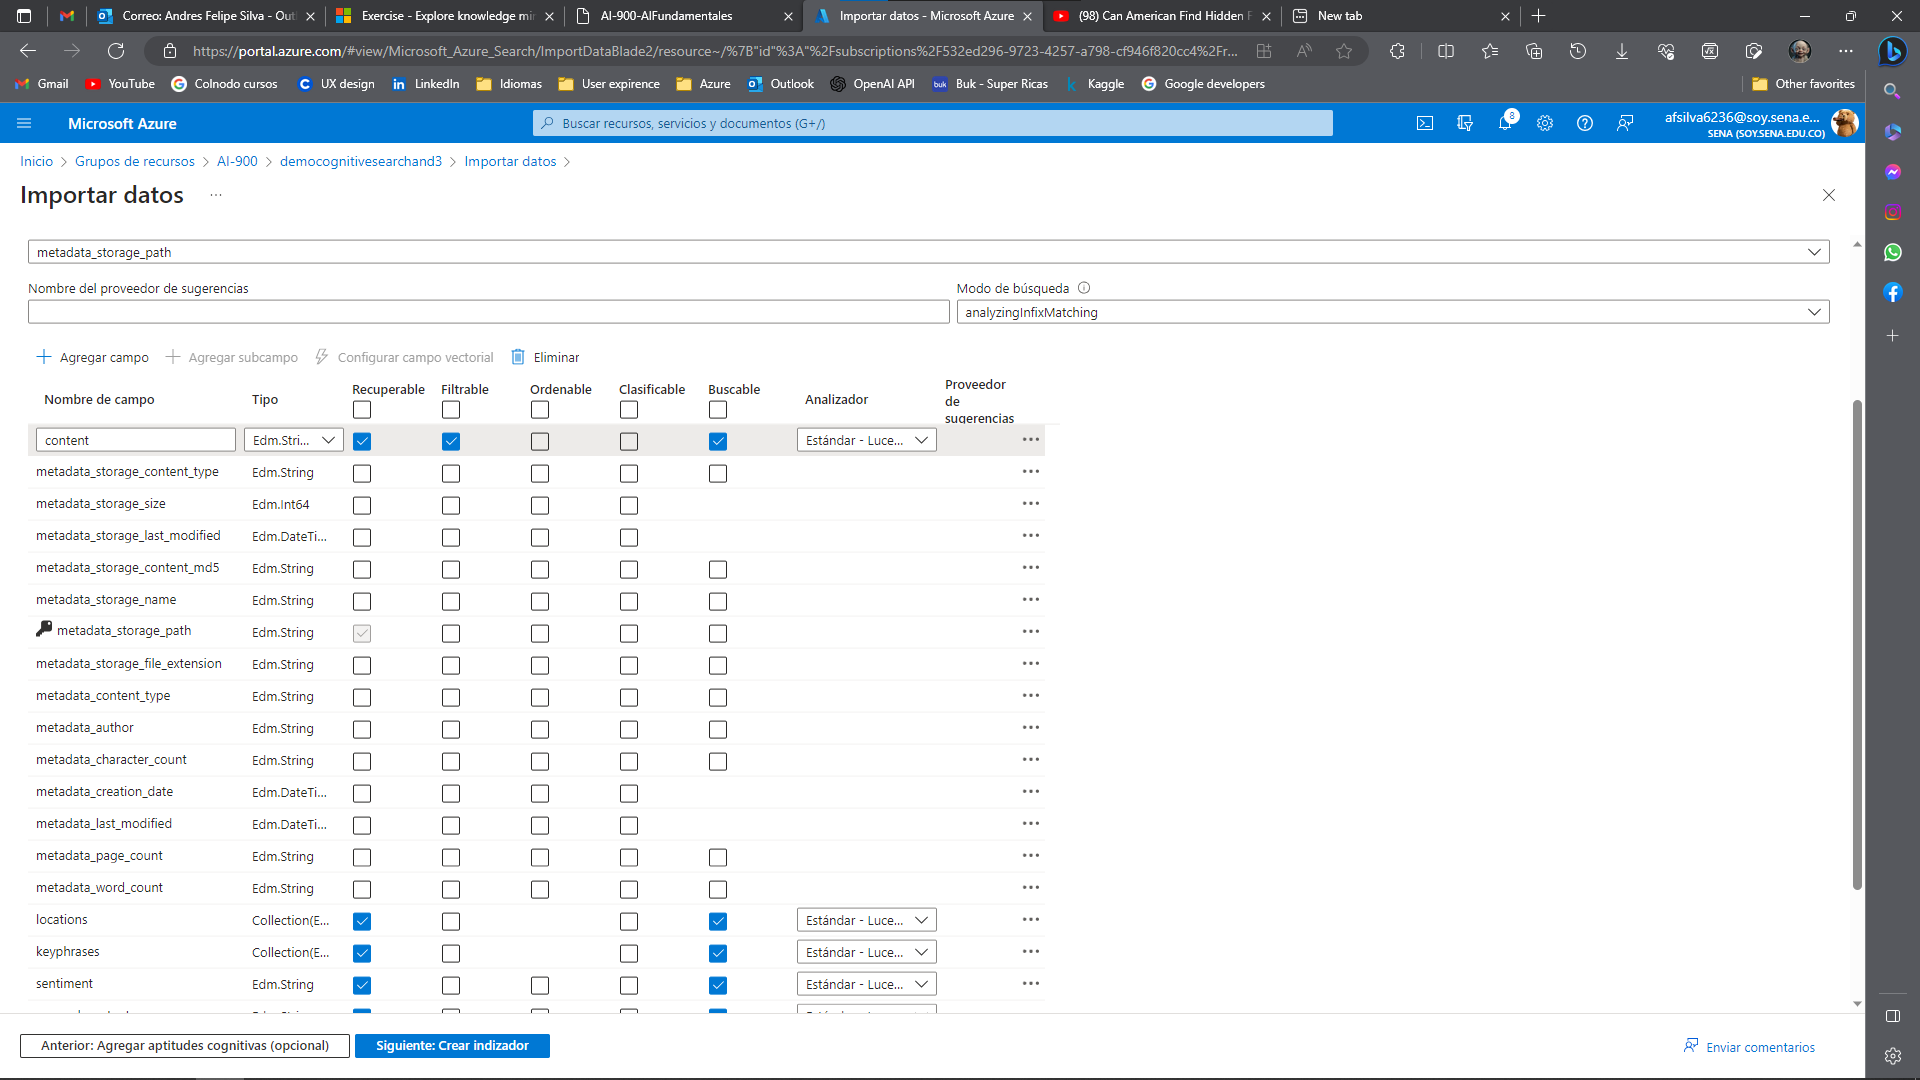 Correo: Andres Felipe Silva - Out
Exercise - Explore knowledge mi
AI-900-AIFundamentales
Importar datos - Microsoft Azure
(98) Can American Find Hidden F
New tab
https://portal.azure.com/#view/Microsoft_Azure_Search/ImportDataBlade2/resource~/%7B"id"%3A"%2Fsubscriptions%2F532ed296-9723-4257-a798-cf946f820cc4%2Fr...
Gmail
YouTube
Colnodo cursos
UX design
LinkedIn
Idiomas
User expirence
Azure
Outlook
OpenAI API
Buk - Super Ricas
Kaggle
Google developers
Other favorites
Microsoft Azure
Buscar recursos, servicios y documentos (G+/)
8
afsilva6236@soy.sena.e...
SENA (SOY.SENA.EDU.CO)
Inicio > Grupos de recursos > AI-900 > democognitivesearchand3 > Importar datos >
Importar datos ...
metadata_storage_path
Nombre del proveedor de sugerencias
Modo de búsqueda
analyzingInfixMatching
Agregar campo
Agregar subcampo
Configurar campo vectorial
Eliminar
Nombre de campo
Tipo
Recuperable
Filtrable
Ordenable
Clasificable
Buscable
Analizador
Proveedor
de
sugerencias
content Edm.Stri... Estándar - Luce...
metadata_storage_content_type Edm.String
metadata_storage_size Edm.Int64
metadata_storage_last_modified Edm.DateTi...
metadata_storage_content_md5 Edm.String
metadata_storage_name Edm.String
metadata_storage_path Edm.String
metadata_storage_file_extension Edm.String
metadata_content_type Edm.String
metadata_author Edm.String
metadata_character_count Edm.String
metadata_creation_date Edm.DateTi...
metadata_last_modified Edm.DateTi...
metadata_page_count Edm.String
metadata_word_count Edm.String
locations Collection(E... Estándar - Luce...
keyphrases Collection(E... Estándar - Luce...
sentiment Edm.String Estándar - Luce...
Anterior: Agregar aptitudes cognitivas (opcional)
Siguiente: Crear indizador
Enviar comentarios